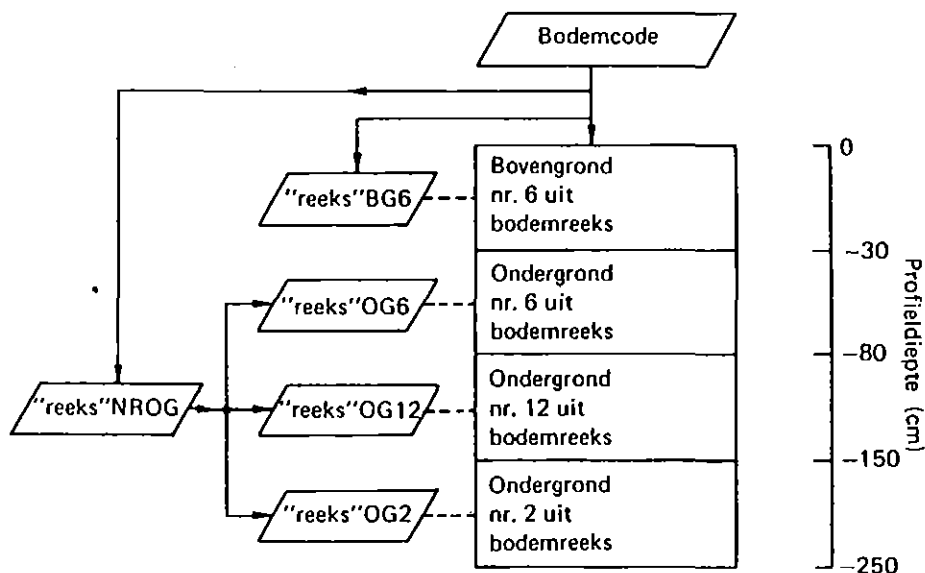 Bodemcode
0
Bovengrond
nr. 6 uit
bodemreeks
"reeks"BG6
−30
Ondergrond
nr. 6 uit
bodemreeks
"reeks"OG6
−80
"reeks"NROG
"reeks"OG12
Ondergrond
nr. 12 uit
bodemreeks
−150
Ondergrond
nr. 2 uit
bodemreeks
"reeks"OG2
−250
Profieldiepte (cm)